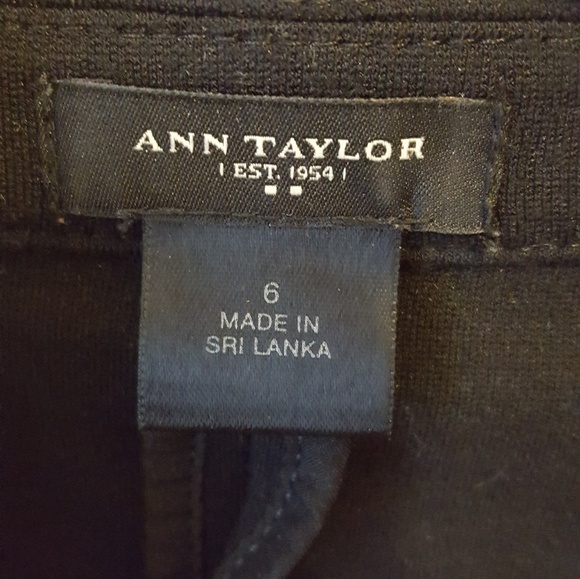 ANN TAYLOR
| EST. 1954 |
6
MADE IN
SRI LANKA